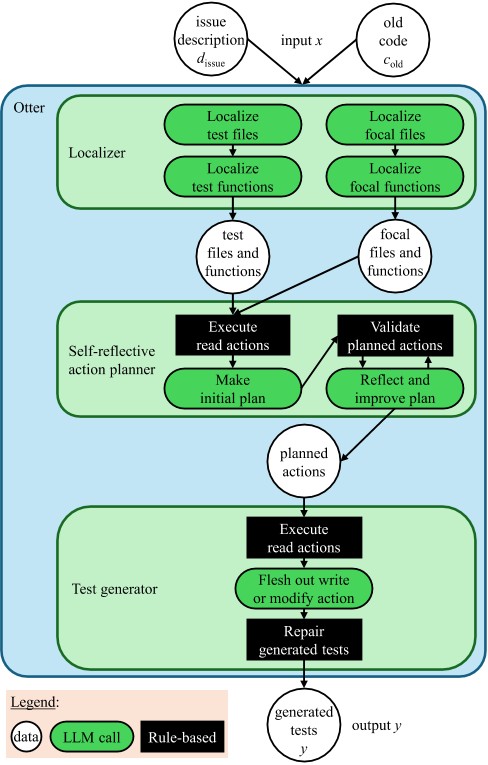 issue
description
d_issue
input x
old
code
c_old
Otter
Localizer
Localize
test files
Localize
focal files
Localize
test functions
Localize
focal functions
test
files and
functions
focal
files and
functions
Self-reflective
action planner
Execute
read actions
Validate
planned actions
Make
initial plan
Reflect and
improve plan
planned
actions
Test generator
Execute
read actions
Flesh out write
or modify action
Repair
generated tests
Legend:
data
LLM call
Rule-based
generated
tests
y
output y